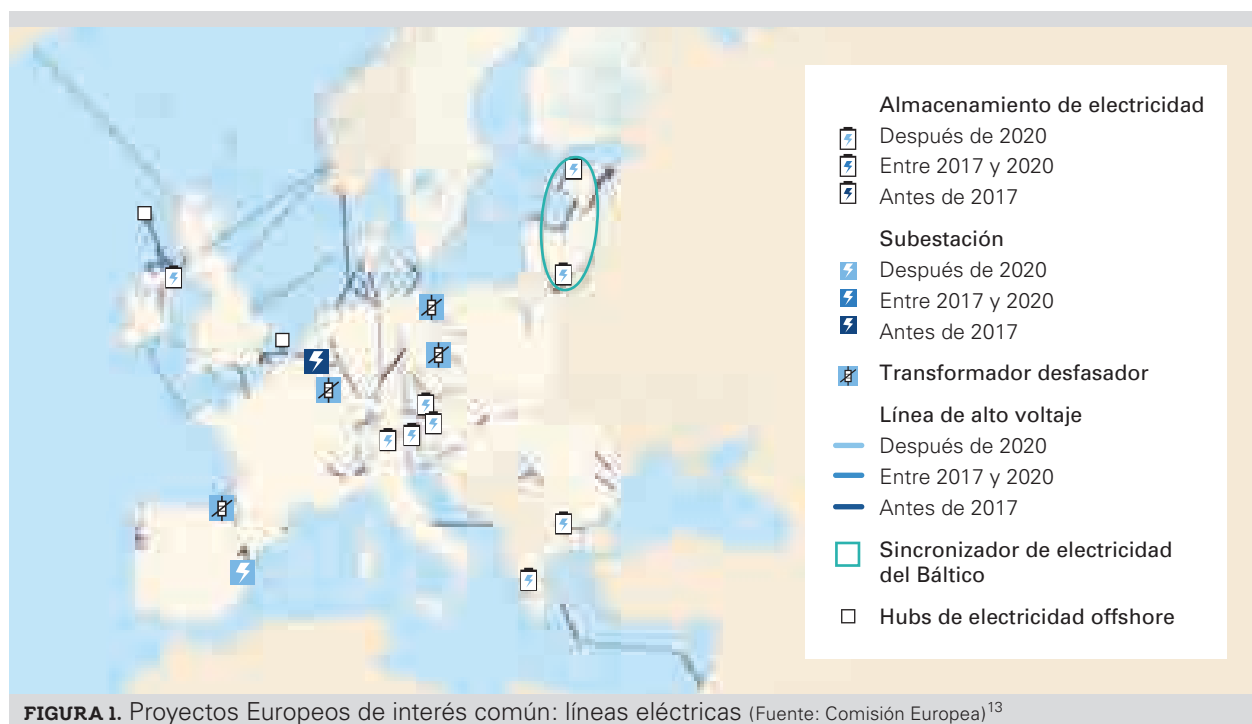 Almacenamiento de electricidad
Después de 2020
Entre 2017 y 2020
Antes de 2017
Subestación
Después de 2020
Entre 2017 y 2020
Antes de 2017
Transformador desfasador
Línea de alto voltaje
Después de 2020
Entre 2017 y 2020
Antes de 2017
Sincronizador de electricidad
del Báltico
Hubs de electricidad offshore
FIGURA 1. Proyectos Europeos de interés común: líneas eléctricas (Fuente: Comisión Europea)13